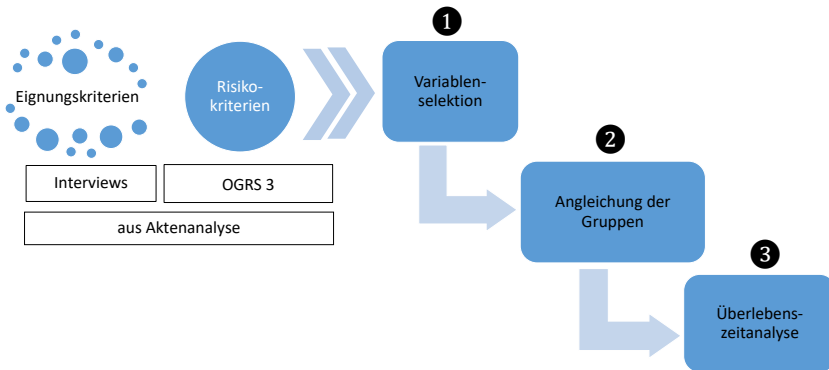 Eignungskriterien
Risiko-
kriterien
Interviews
OGRS 3
aus Aktenanalyse
1
Variablen-
selektion
2
Angleichung der
Gruppen
3
Überlebens-
zeitanalyse